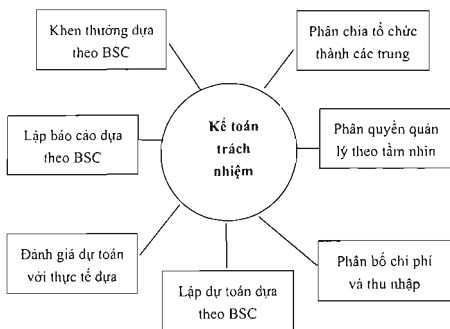 Khen thưởng dựa
theo BSC
Phân chia tổ chức
thành các trung
Lập báo cáo dựa
theo BSC
Kế toán
trách
nhiệm
Phân quyền quản
lý theo tầm nhìn
Đánh giá dự toán
với thực tế dựa
Lập dự toán dựa
theo BSC
Phân bổ chi phí
và thu nhập